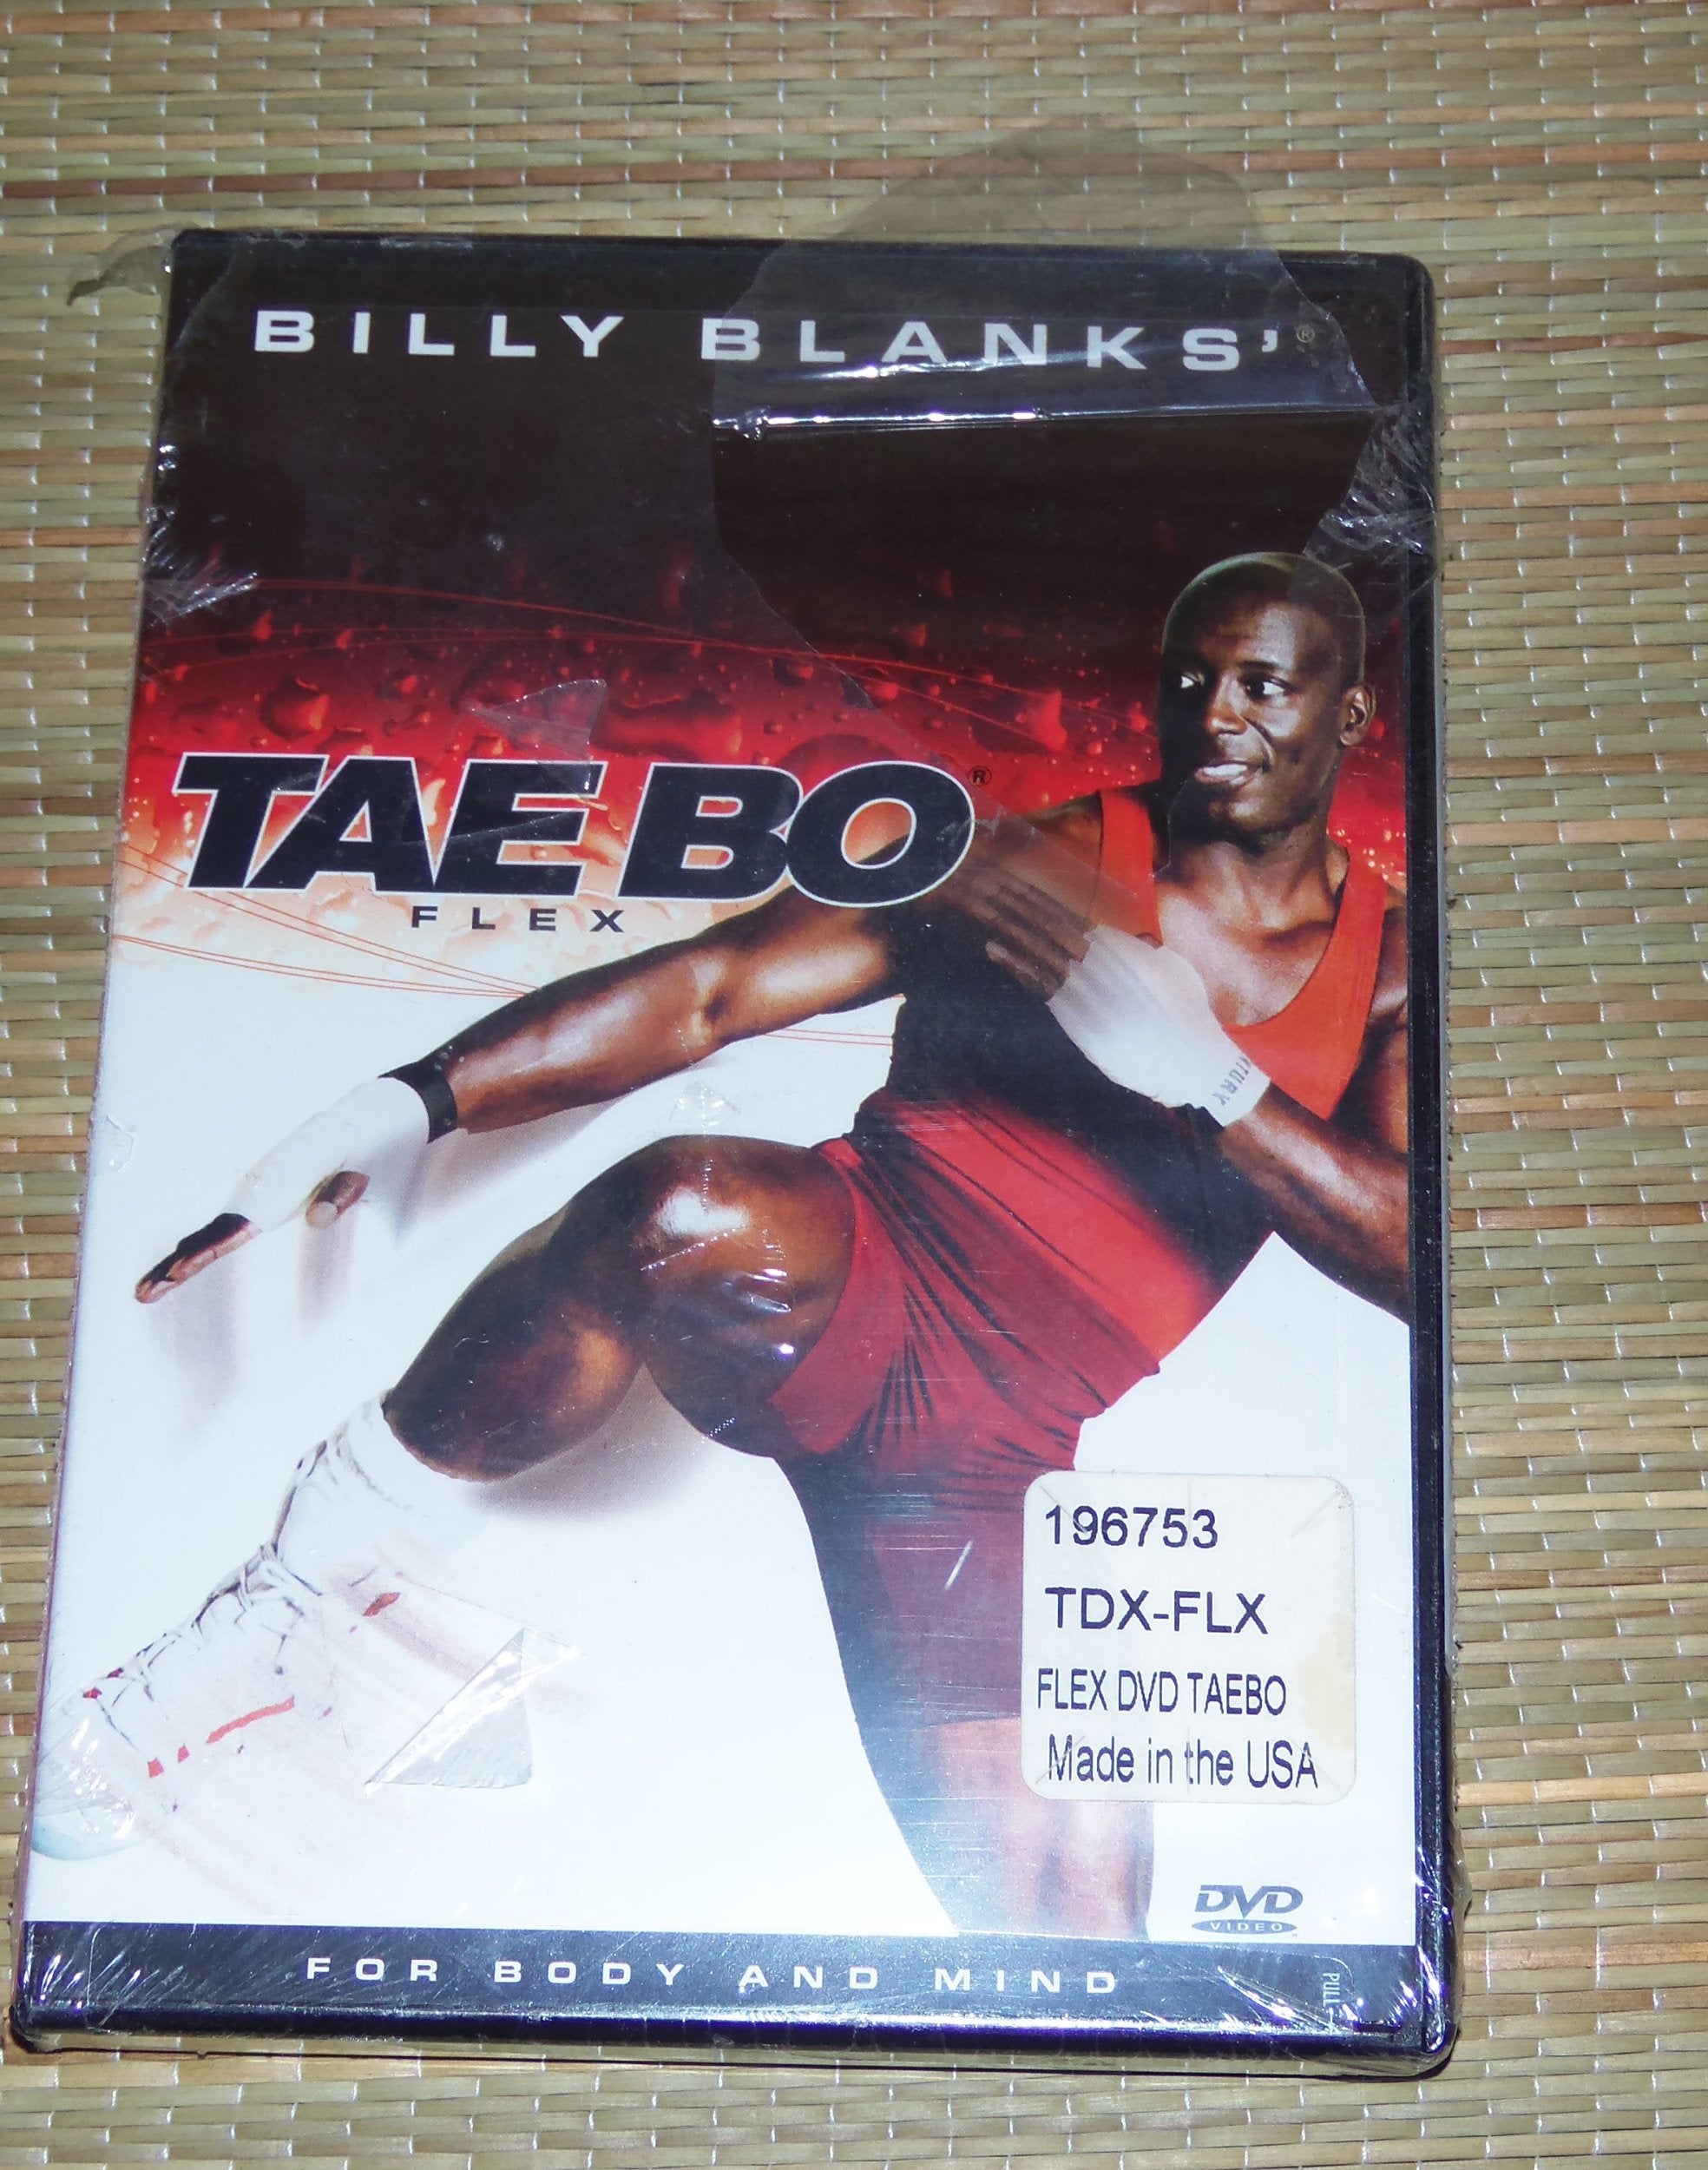 BILLY BLANKS'®
TAE BO®
FLEX
196753
TDX-FLX
FLEX DVD TAEBO
Made in the USA
DVD
VIDEO
FOR BODY AND MIND
PULL